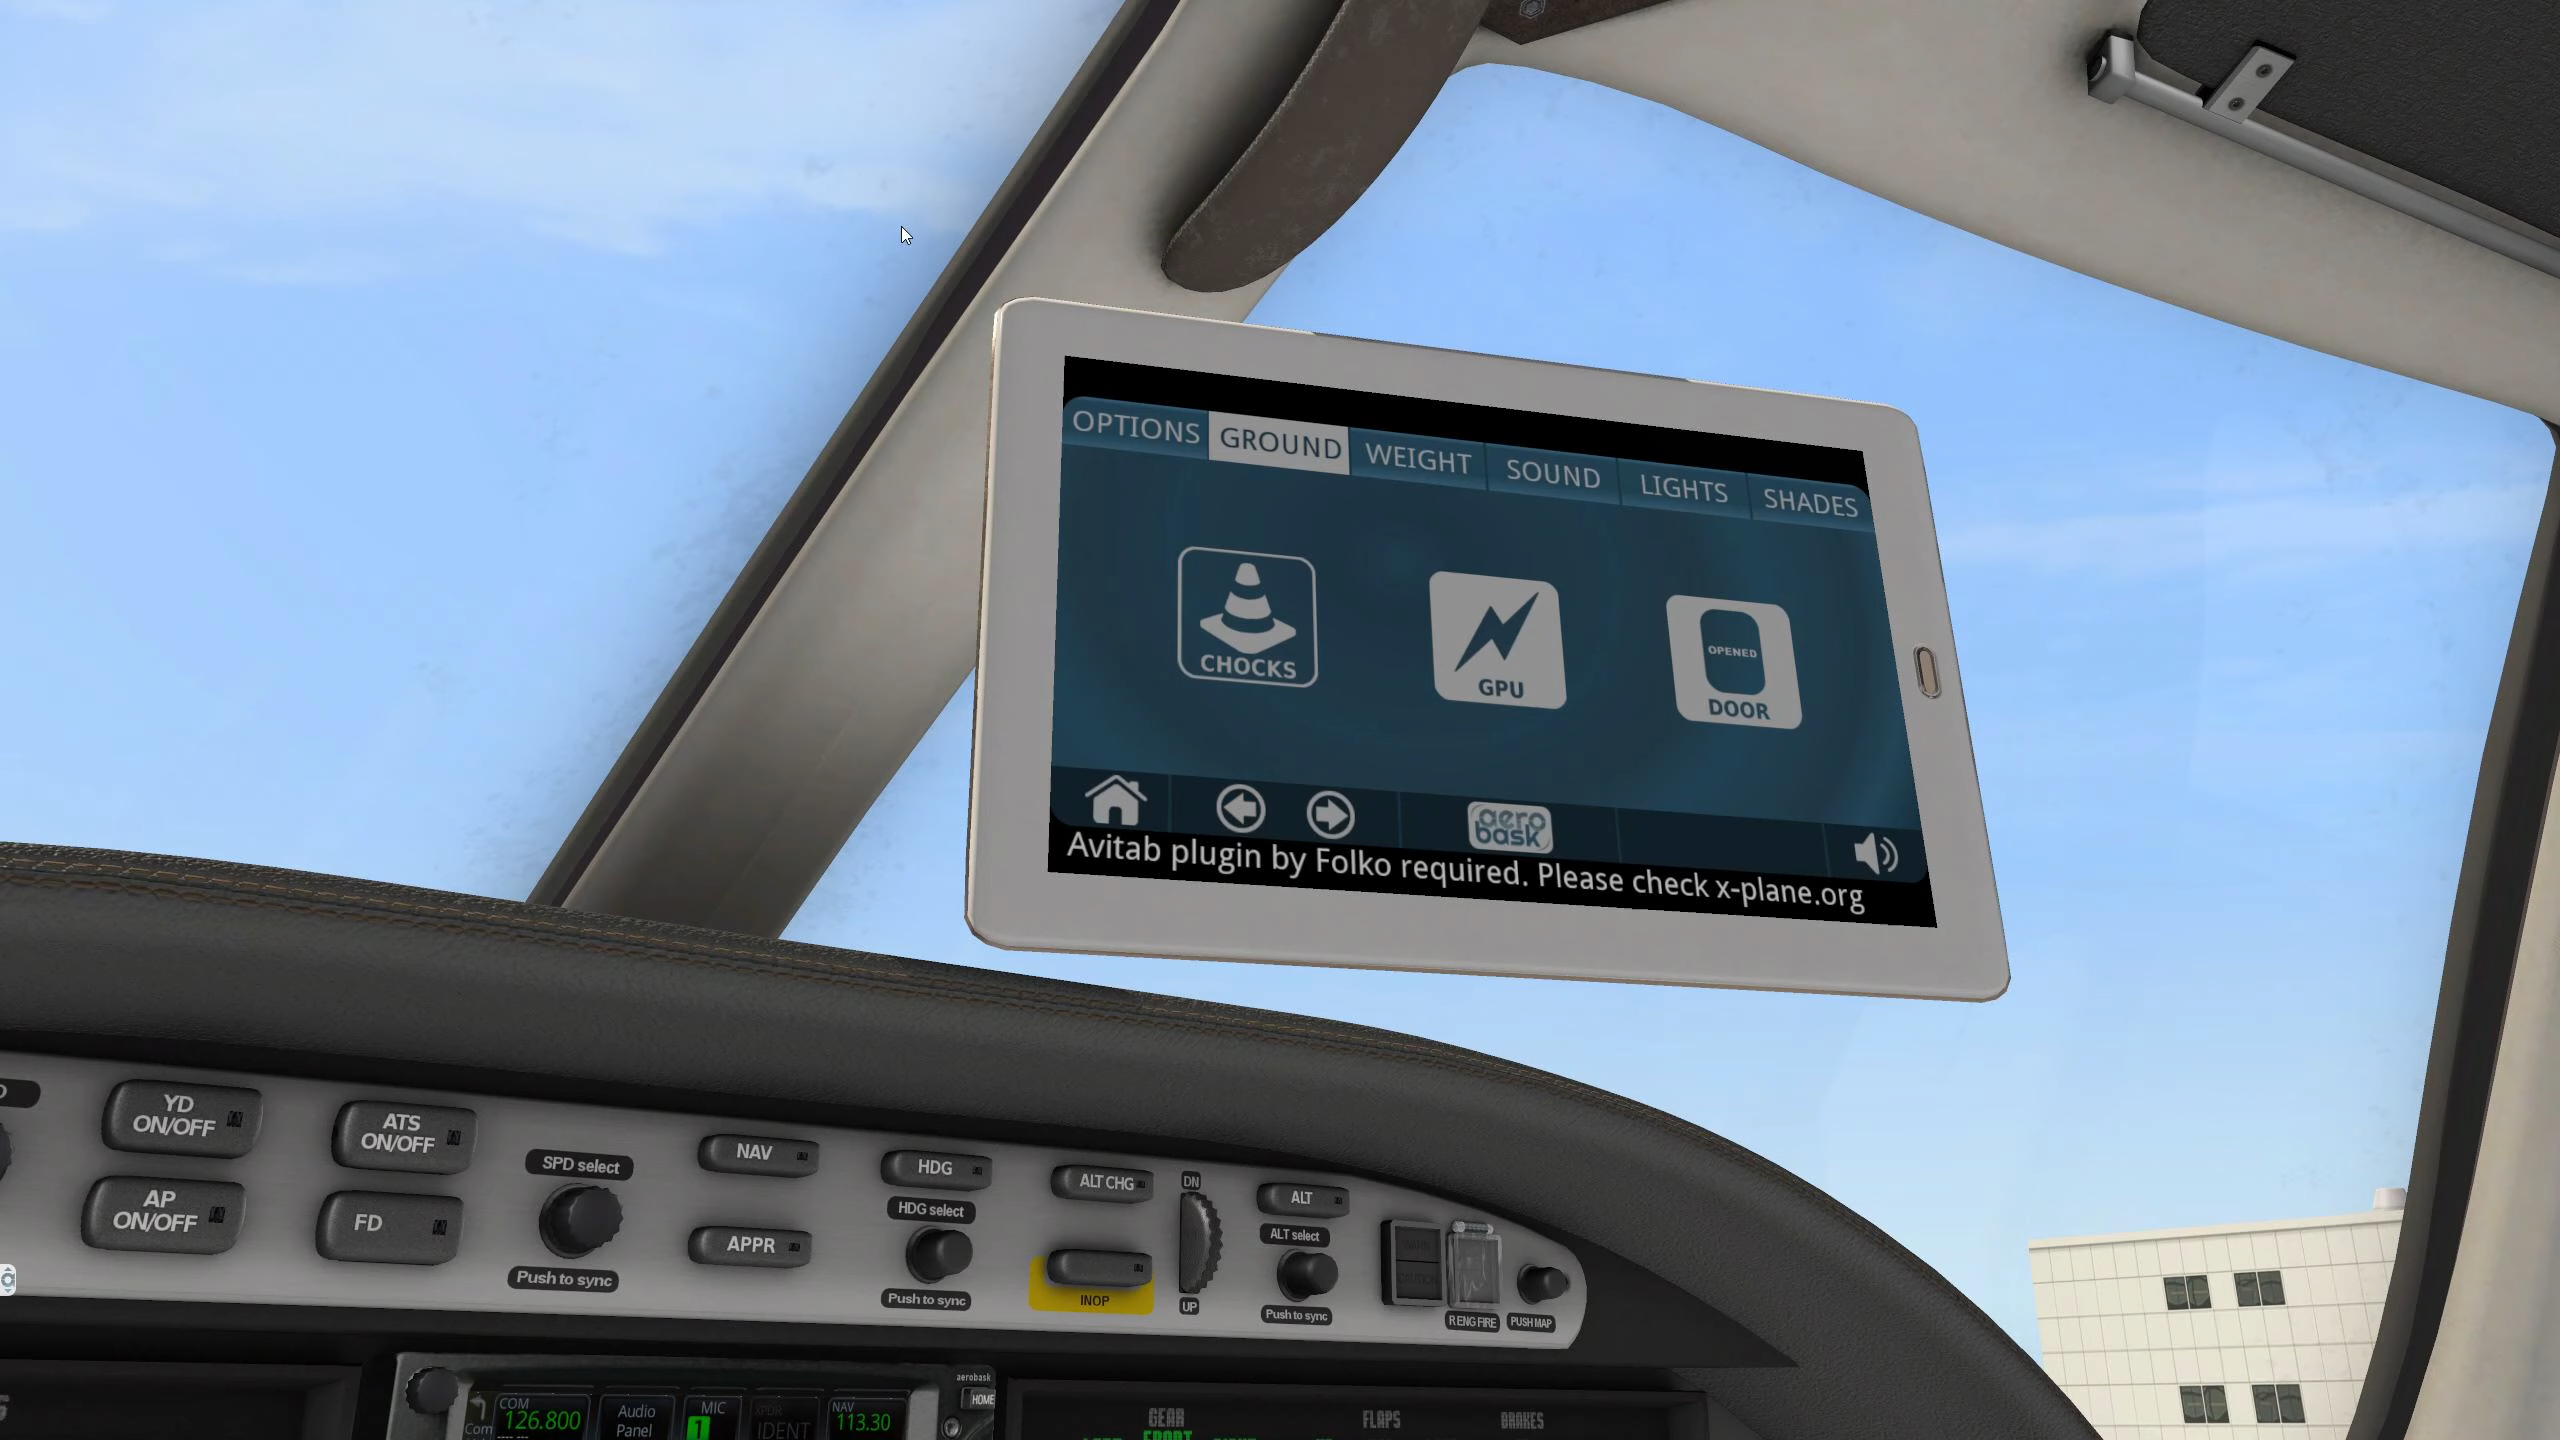 OPTIONS GROUND WEIGHT SOUND LIGHTS SHADES
CHOCKS
GPU
OPENED
DOOR
aero
bask
Avitab plugin by Folko required. Please check x-plane.org
YD
ON/OFF
ATS
ON/OFF
AP
ON/OFF
FD
SPD select
Push to sync
NAV
APPR
HDG
HDG select
Push to sync
ALT CHG
INOP
DN
UP
ALT
ALT select
Push to sync
R ENG FIRE
PUSH MAP
aerobask
HOME
COM
126.800
Com
Audio
Panel
MIC
1
XPDR
IDENT
NAV
113.30
GEAR
FRONT
FLAPS
BRAKES